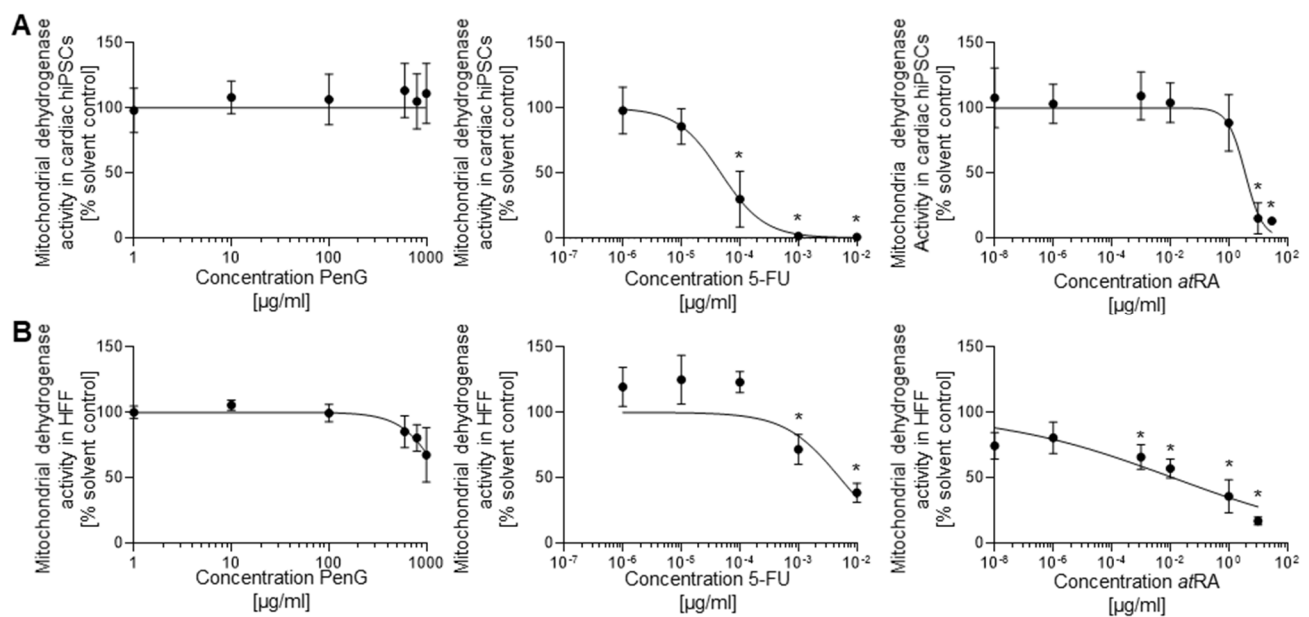 A
Mitochondrial dehydrogenase
activity in cardiac hiPSCs
[% solvent control]
150
100
50
0
1
10
100
1000
Concentration PenG
[µg/ml]
Mitochondrial dehydrogenase
activity in cardiac hiPSCs
[% solvent control]
150
100
50
0
*
*
*
10-7
10-6
10-5
10-4
10-3
10-2
Concentration 5-FU
[µg/ml]
Mitochondria dehydrogenase
Activity in cardiac hiPSCs
[% solvent control]
150
100
50
0
*
*
10-8
10-6
10-4
10-2
100
102
Concentration atRA
[µg/ml]
B
Mitochondrial dehydrogenase
activity in HFF
[% solvent control]
150
100
50
0
1
10
100
1000
Concentration PenG
[µg/ml]
Mitochondrial dehydrogenase
activity in HFF
[% solvent control]
150
100
50
0
*
*
10-7
10-6
10-5
10-4
10-3
10-2
Concentration 5-FU
[µg/ml]
Mitochondrial dehydrogenase
activity in HFF
[% solvent control]
150
100
50
0
*
*
*
*
10-8
10-6
10-4
10-2
100
102
Concentration atRA
[µg/ml]